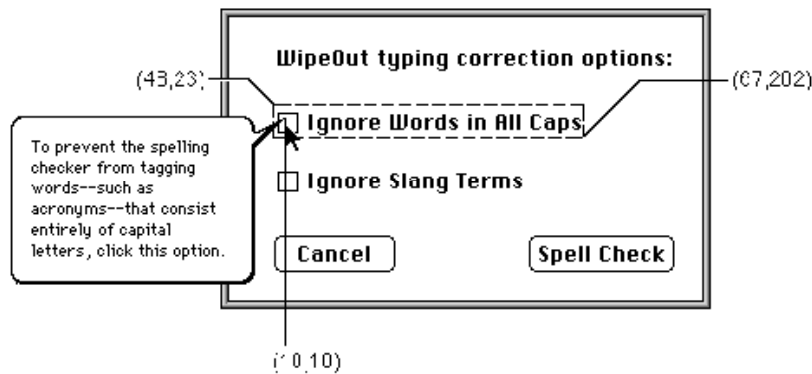 WipeOut typing correction options:
(43,23)
(67,202)
Ignore Words in All Caps
To prevent the spelling
checker from tagging
words--such as
acronyms--that consist
entirely of capital
letters, click this option.
Ignore Slang Terms
Cancel
Spell Check
(10,10)